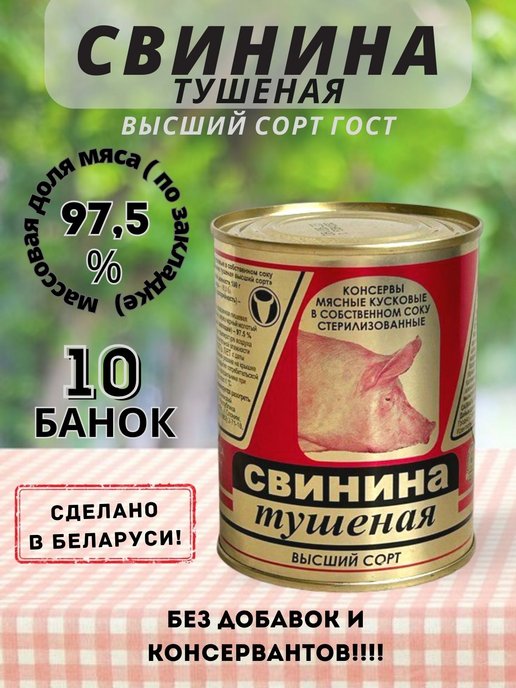 СВИНИНА
ТУШЕНАЯ
ВЫСШИЙ СОРТ ГОСТ
массовая доля мяса ( по закладке)
97,5
%
10
БАНОК
СДЕЛАНО
В БЕЛАРУСИ!
КОНСЕРВЫ
МЯСНЫЕ КУСКОВЫЕ
В СОБСТВЕННОМ СОКУ
СТЕРИЛИЗОВАННЫЕ
СВИНИНА
тушеная
ВЫСШИЙ СОРТ
БЕЗ ДОБАВОК И
КОНСЕРВАНТОВ!!!!